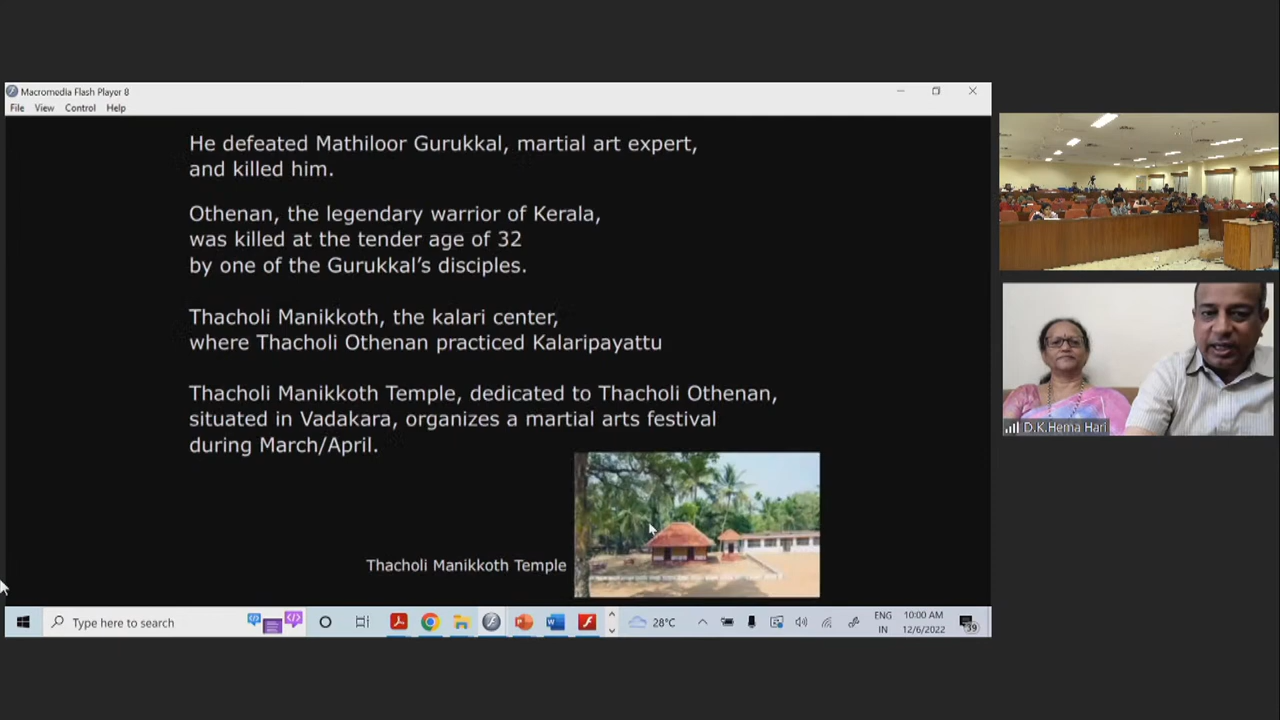 Macromedia Flash Player 8
File View Control Help
He defeated Mathiloor Gurukkal, martial art expert,
and killed him.
Othenan, the legendary warrior of Kerala,
was killed at the tender age of 32
by one of the Gurukkal's disciples.
Thacholi Manikkoth, the kalari center,
where Thacholi Othenan practiced Kalaripayattu
Thacholi Manikkoth Temple, dedicated to Thacholi Othenan,
situated in Vadakara, organizes a martial arts festival
during March/April.
Thacholi Manikkoth Temple
D.K.Hema Hari
Type here to search
28°C
ENG
IN
10:00 AM
12/6/2022
39